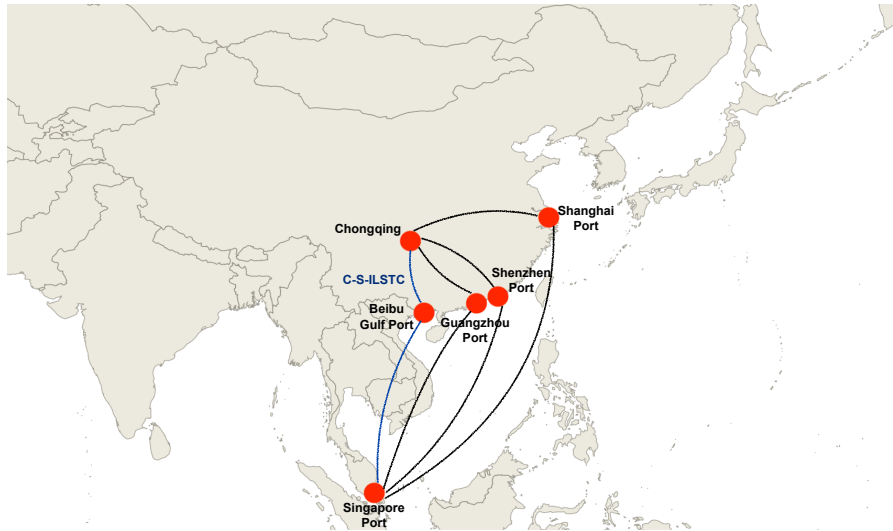 Shanghai
Port
Chongqing
Shenzhen
Port
C-S-ILSTC
Beibu
Gulf Port
Guangzhou
Port
Singapore
Port